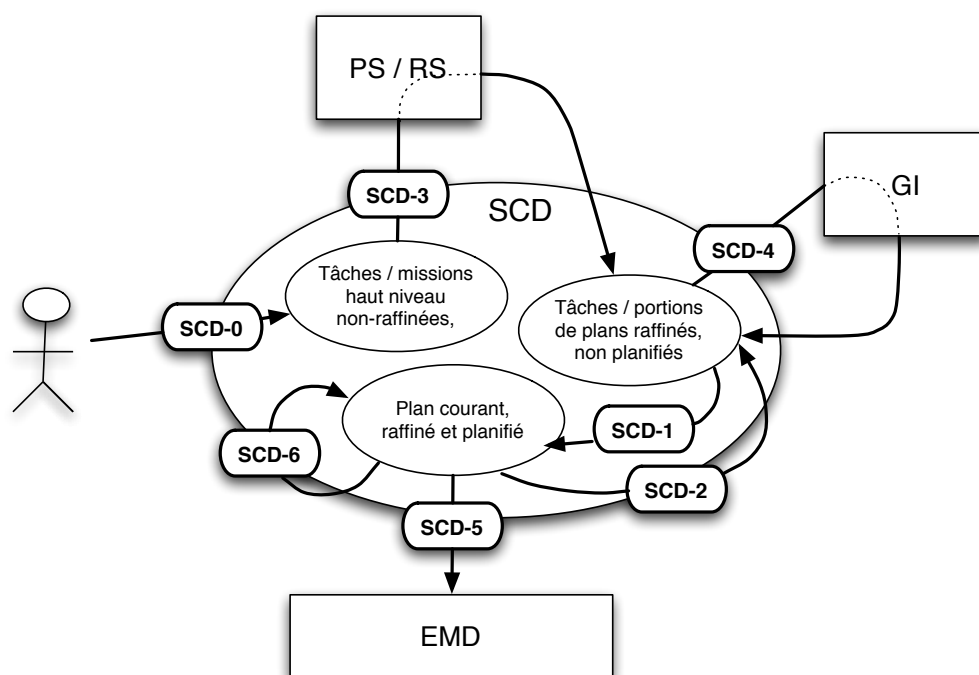 PS / RS
GI
SCD-3
SCD
SCD-4
Tâches / missions
haut niveau
non-raffinées,
Tâches / portions
de plans raffinés,
non planifiés
SCD-0
Plan courant,
raffiné et planifié
SCD-1
SCD-6
SCD-2
SCD-5
EMD